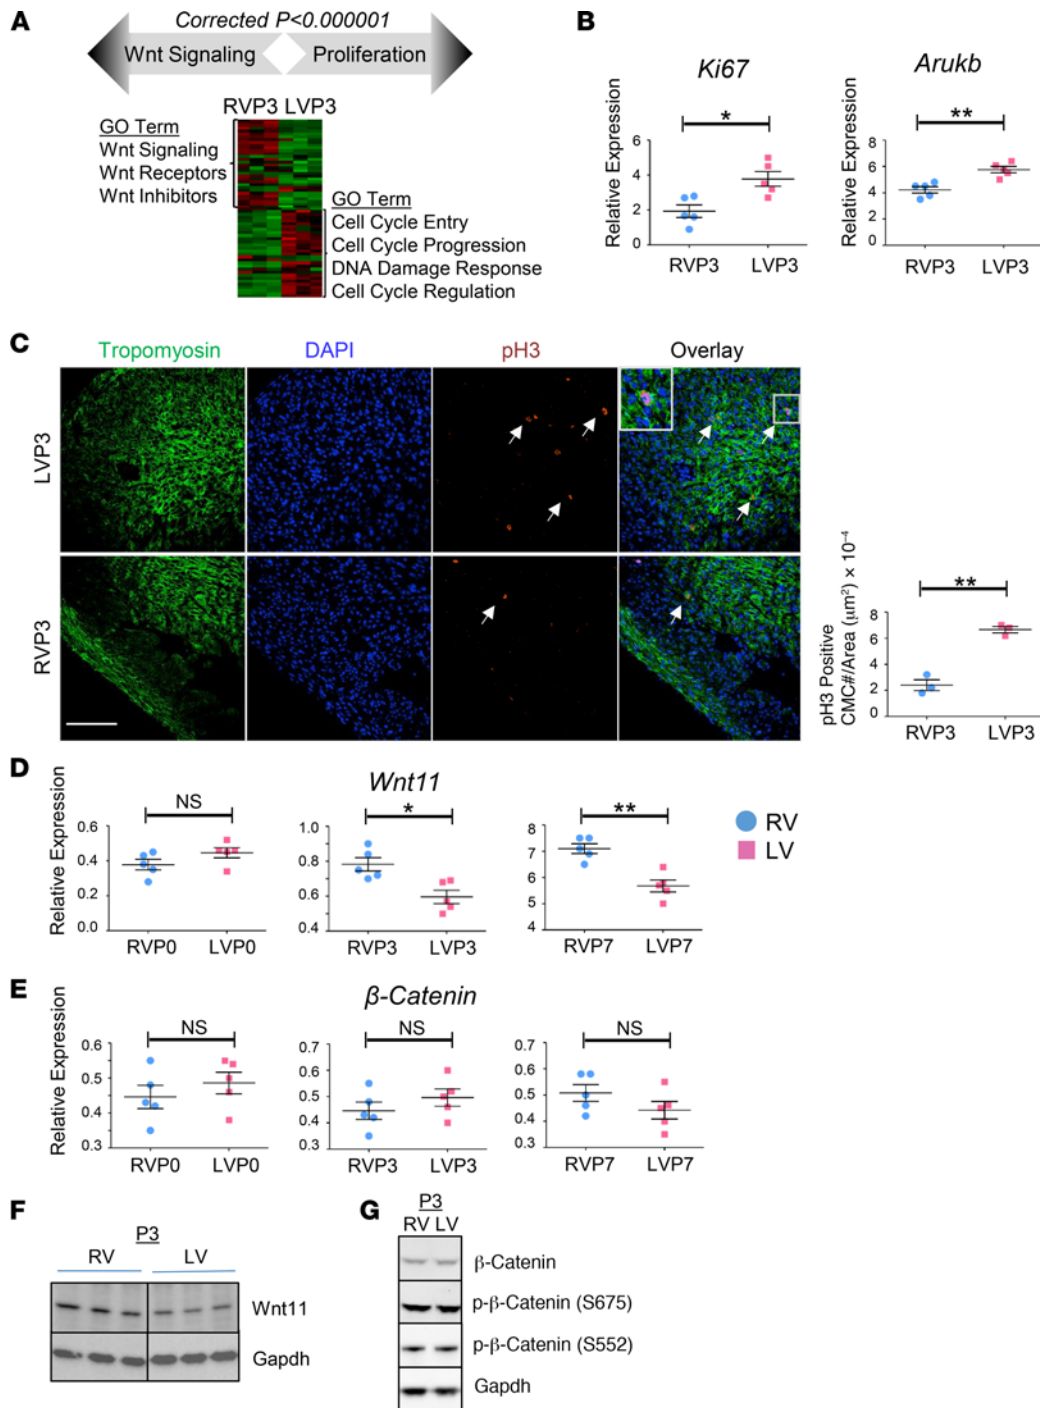 A
Corrected P<0.000001
Wnt Signaling
Proliferation
RVP3 LVP3
GO Term
Wnt Signaling
Wnt Receptors
Wnt Inhibitors
GO Term
Cell Cycle Entry
Cell Cycle Progression
DNA Damage Response
Cell Cycle Regulation
B
Ki67
*
Relative Expression
8
6
4
2
0
RVP3 LVP3
Arukb
**
Relative Expression
8
6
4
2
0
RVP3 LVP3
C
Tropomyosin
DAPI
pH3
Overlay
LVP3
RVP3
**
pH3 Positive
CMC#/Area (µm²) × 10⁻⁴
8
6
4
2
0
RVP3 LVP3
D
Wnt11
NS
Relative Expression
0.6
0.4
0.2
0.0
RVP0 LVP0
*
1.0
0.8
0.6
0.4
RVP3 LVP3
**
8
7
6
5
4
RVP7 LVP7
RV
LV
E
β-Catenin
NS
Relative Expression
0.6
0.5
0.4
0.3
RVP0 LVP0
NS
0.7
0.6
0.5
0.4
0.3
RVP3 LVP3
NS
0.7
0.6
0.5
0.4
0.3
RVP7 LVP7
F
P3
RV LV
Wnt11
Gapdh
G
P3
RV LV
β-Catenin
p-β-Catenin (S675)
p-β-Catenin (S552)
Gapdh